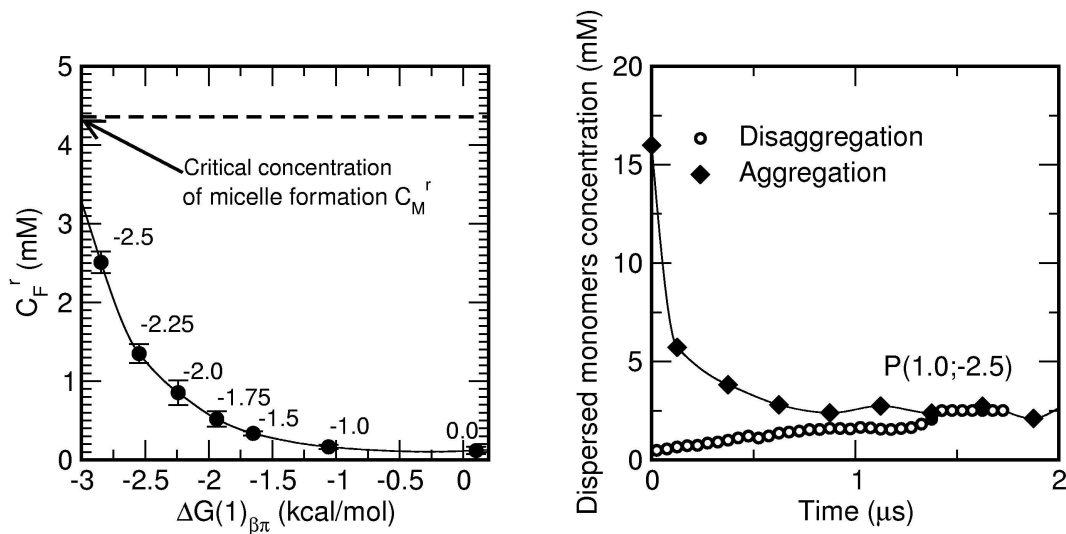 5
4
3
2
1
0
C_F^r (mM)
Critical concentration
of micelle formation C_M^r
-2.5
-2.25
-2.0
-1.75
-1.5
-1.0
0.0
-3 -2.5 -2 -1.5 -1 -0.5 0
ΔG(1)βπ (kcal/mol)
Dispersed monomers concentration (mM)
20
15
10
5
0
Disaggregation
Aggregation
P(1.0;-2.5)
0 1 2
Time (μs)